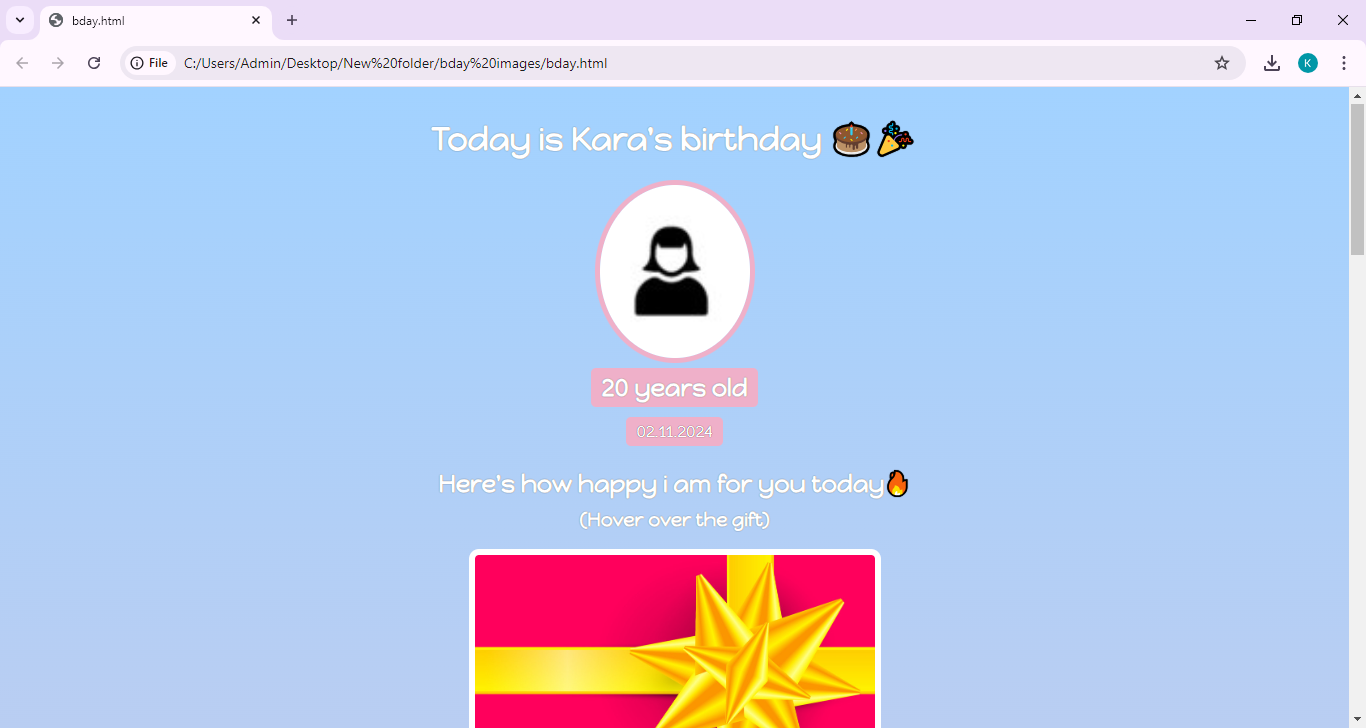 bday.html
File C:/Users/Admin/Desktop/New%20folder/bday%20images/bday.html K
Today is Kara's birthday 🎂🎉
20 years old
02.11.2024
Here's how happy i am for you today🔥
(Hover over the gift)